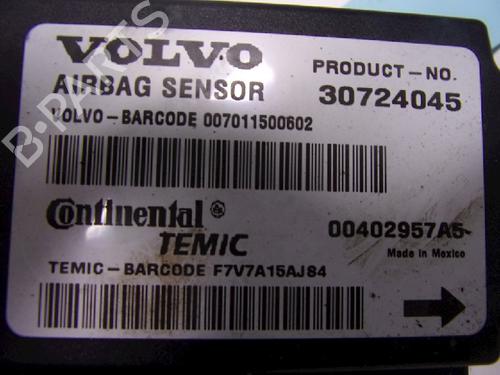 VOLVO
AIRBAG SENSOR
PRODUCT-NO.
30724045
VOLVO-BARCODE 007011500602
Continental
TEMIC
00402957A5
Made in Mexico
TEMIC-BARCODE F7V7A15AJ84
B-PARTS